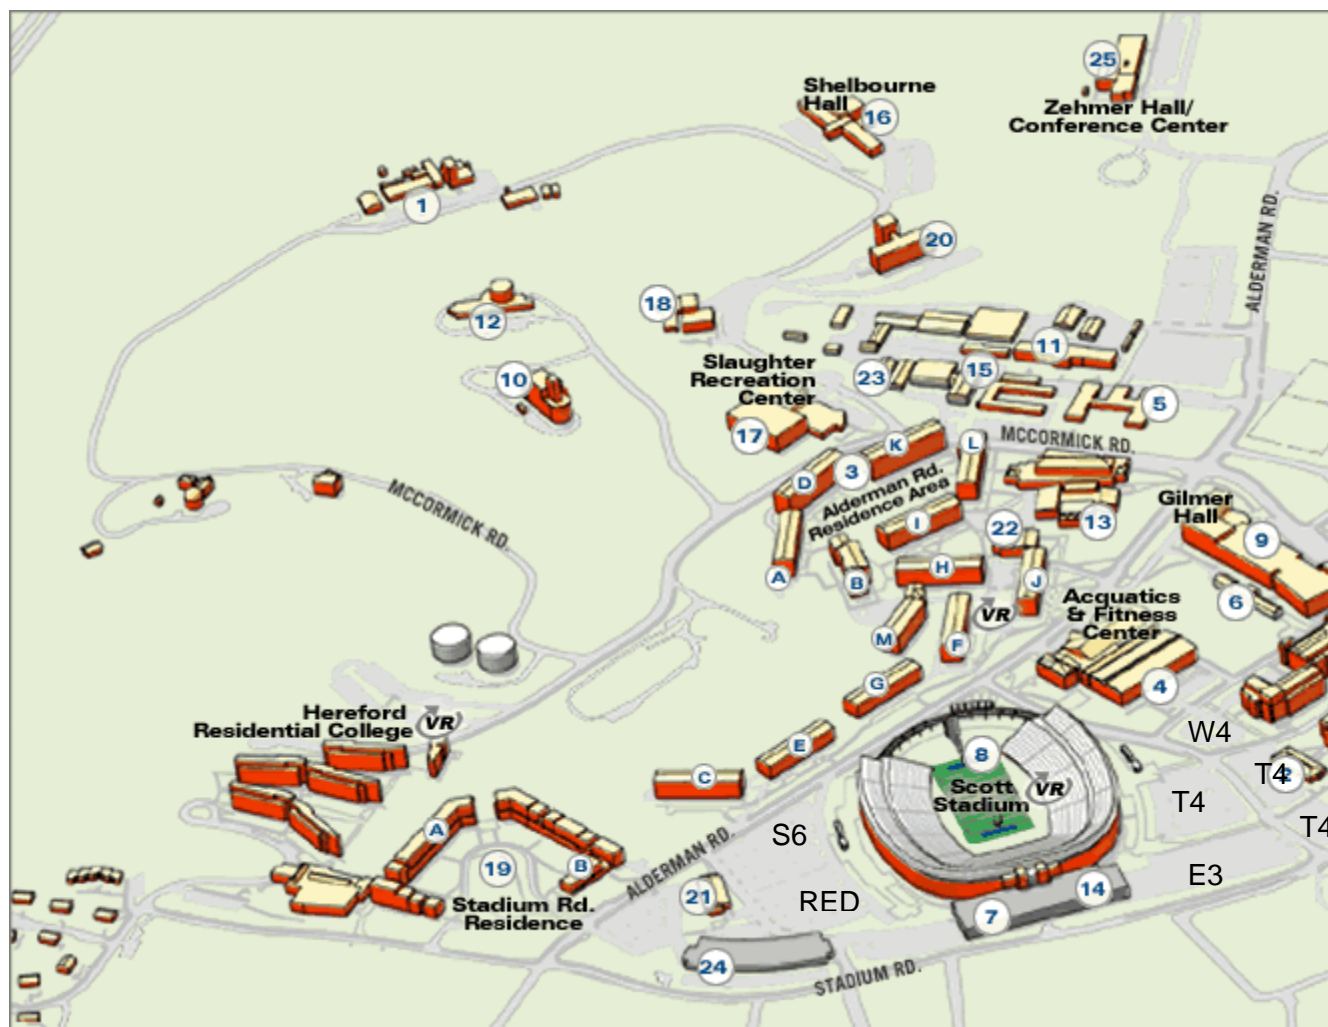 25
Shelbourne
Hall
16
Zehmer Hall/
Conference Center
1
ALDERMAN RD.
20
12
18
11
Slaughter
Recreation
Center
15
23
10
5
17
K
L
MCCORMICK RD.
D
3
Alderman Rd.
Residence Area
MCCORMICK RD.
I
22
13
Gilmer
Hall
9
A
B
H
J
6
Acquatics
& Fitness
Center
VR
M
F
G
4
Hereford
Residential College
VR
W4
E
8
C
Scott
Stadium
VR
T4
2
T4
T4
A
S6
B
19
ALDERMAN RD.
E3
21
RED
14
7
Stadium Rd.
Residence
24
STADIUM RD.